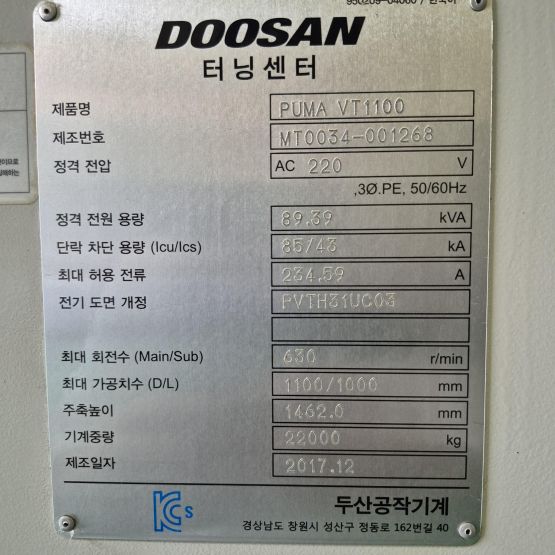 950209-04060 / 한국어
DOOSAN
터닝센터
제품명 PUMA VT1100
제조번호 MT0034-001268
정격 전압 AC 220 V
,3Ø.PE, 50/60Hz
정격 전원 용량 89.39 kVA
단락 차단 용량 (Icu/Ics) 85/43 kA
최대 허용 전류 234.59 A
전기 도면 개정 PVTH31UC03
최대 회전수 (Main/Sub) 630 r/min
최대 가공치수 (D/L) 1100/1000 mm
주축높이 1462.0 mm
기계중량 22000 kg
제조일자 2017.12
KCs 두산공작기계
경상남도 창원시 성산구 정동로 162번길 40